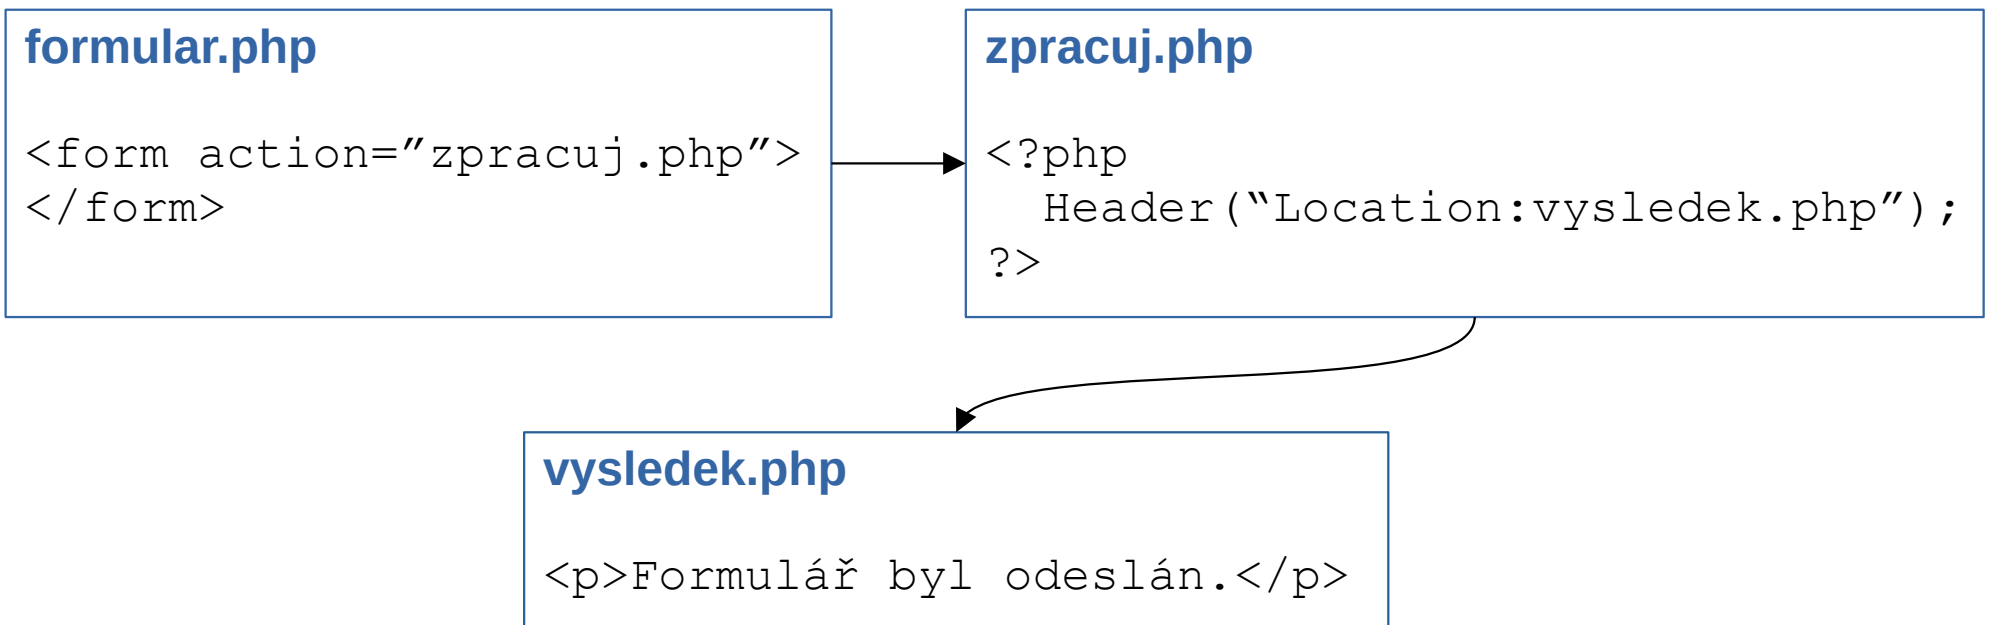 formular.php
<form action=”zpracuj.php”>
</form>
zpracuj.php
<?php
Header(“Location:vysledek.php”);
?>
vysledek.php
<p>Formulář byl odeslán.</p>